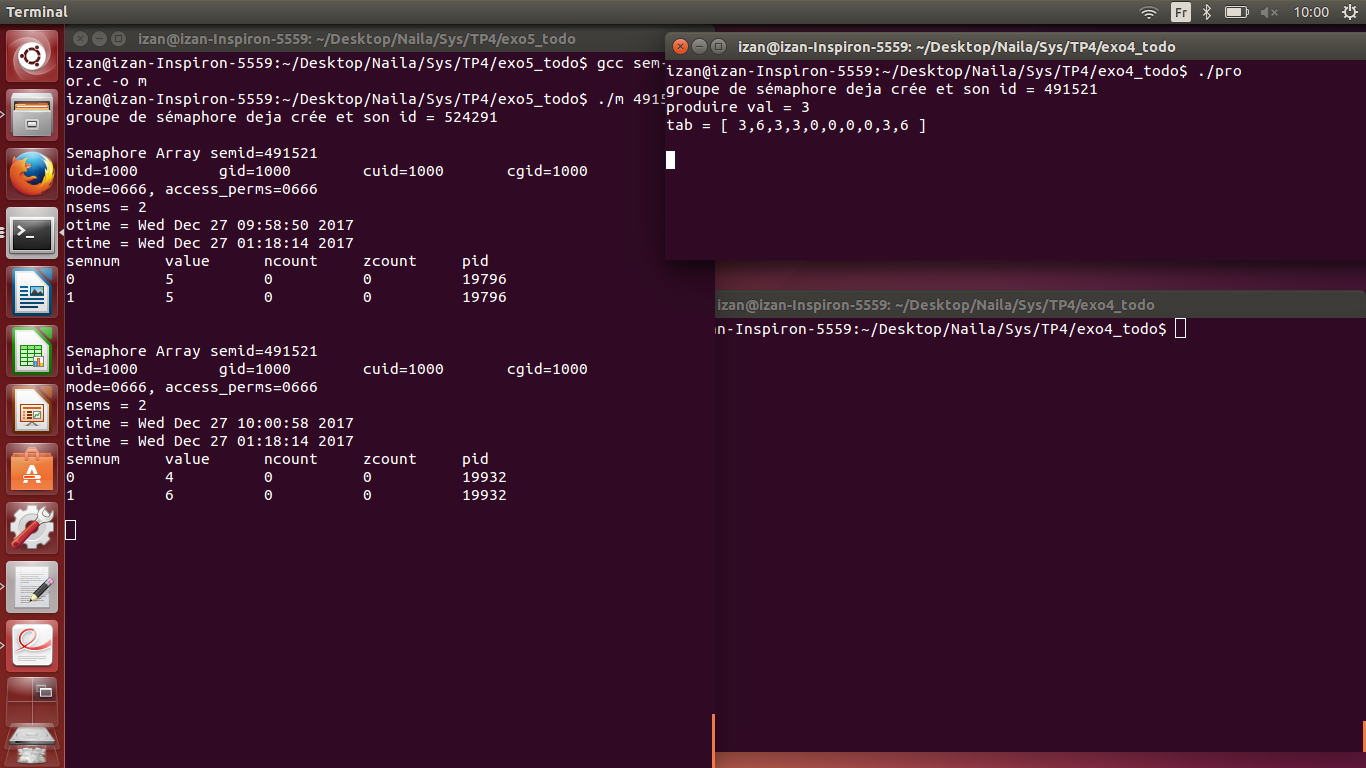 Terminal
Fr
10:00
izan@izan-Inspiron-5559: ~/Desktop/Naila/Sys/TP4/exo5_todo
izan@izan-Inspiron-5559:~/Desktop/Naila/Sys/TP4/exo5_todo$ gcc sem-
or.c -o m
izan@izan-Inspiron-5559:~/Desktop/Naila/Sys/TP4/exo5_todo$ ./m 4915
groupe de sémaphore deja crée et son id = 524291
Semaphore Array semid=491521
uid=1000 gid=1000 cuid=1000 cgid=1000
mode=0666, access_perms=0666
nsems = 2
otime = Wed Dec 27 09:58:50 2017
ctime = Wed Dec 27 01:18:14 2017
semnum value ncount zcount pid
0 5 0 0 19796
1 5 0 0 19796
Semaphore Array semid=491521
uid=1000 gid=1000 cuid=1000 cgid=1000
mode=0666, access_perms=0666
nsems = 2
otime = Wed Dec 27 10:00:58 2017
ctime = Wed Dec 27 01:18:14 2017
semnum value ncount zcount pid
0 4 0 0 19932
1 6 0 0 19932
izan@izan-Inspiron-5559: ~/Desktop/Naila/Sys/TP4/exo4_todo
izan@izan-Inspiron-5559:~/Desktop/Naila/Sys/TP4/exo4_todo$ ./pro
groupe de sémaphore deja crée et son id = 491521
produire val = 3
tab = [ 3,6,3,3,0,0,0,0,3,6 ]
izan@izan-Inspiron-5559: ~/Desktop/Naila/Sys/TP4/exo4_todo
n-Inspiron-5559:~/Desktop/Naila/Sys/TP4/exo4_todo$